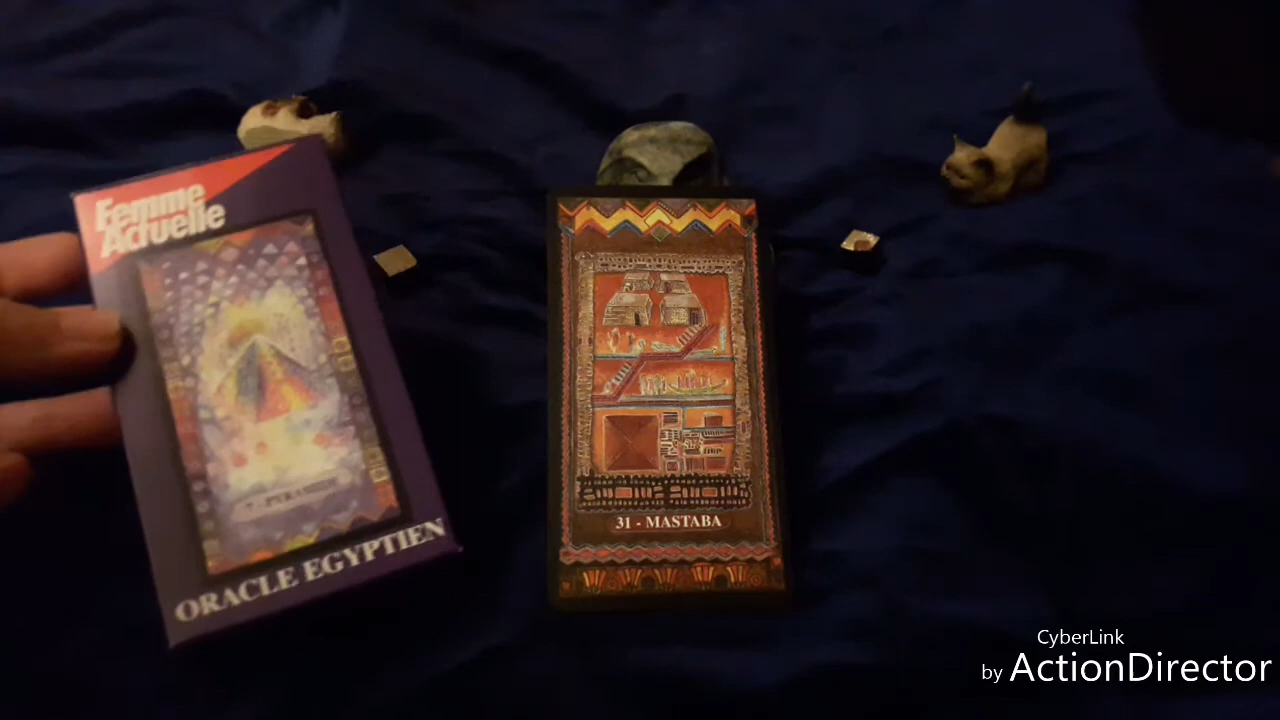 Femme
Actuelle
ORACLE EGYPTIEN
31 - MASTABA
CyberLink
by ActionDirector